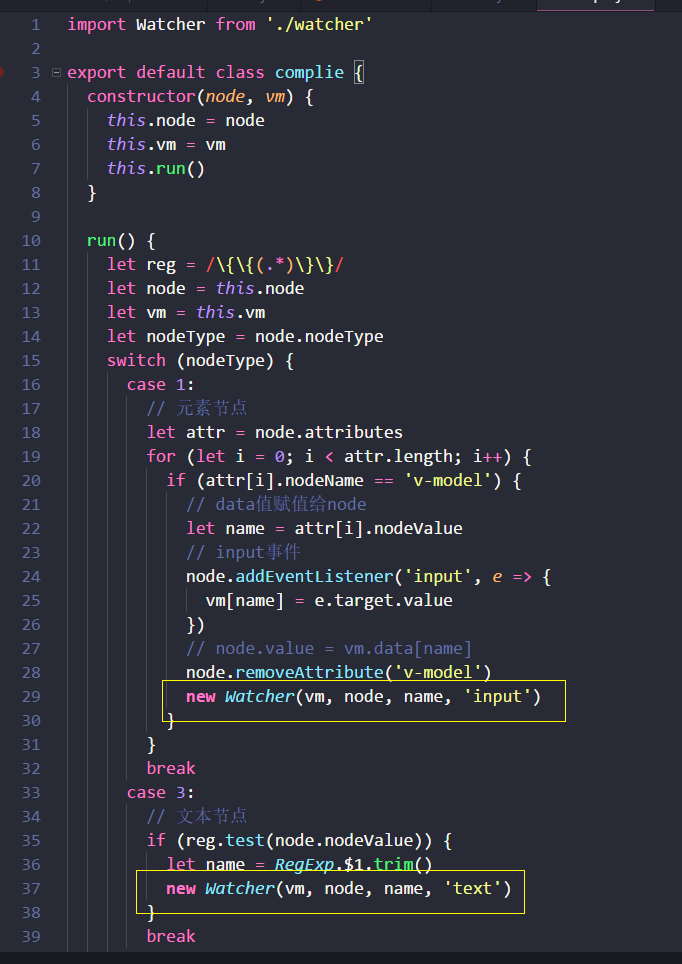 1 import Watcher from './watcher'
2
3 export default class complie {
4 constructor(node, vm) {
5 this.node = node
6 this.vm = vm
7 this.run()
8 }
9
10 run() {
11 let reg = /\{\{(.*)\}\}/
12 let node = this.node
13 let vm = this.vm
14 let nodeType = node.nodeType
15 switch (nodeType) {
16 case 1:
17 // 元素节点
18 let attr = node.attributes
19 for (let i = 0; i < attr.length; i++) {
20 if (attr[i].nodeName == 'v-model') {
21 // data值赋值给node
22 let name = attr[i].nodeValue
23 // input事件
24 node.addEventListener('input', e => {
25 vm[name] = e.target.value
26 })
27 // node.value = vm.data[name]
28 node.removeAttribute('v-model')
29 new Watcher(vm, node, name, 'input')
30 }
31 }
32 break
33 case 3:
34 // 文本节点
35 if (reg.test(node.nodeValue)) {
36 let name = RegExp.$1.trim()
37 new Watcher(vm, node, name, 'text')
38 }
39 break